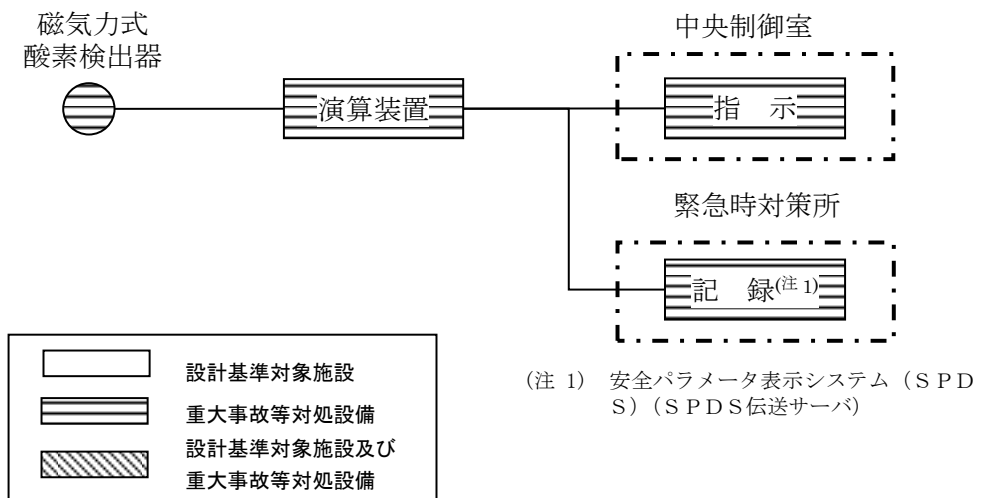 磁気力式
酸素検出器
演算装置
中央制御室
指 示
緊急時対策所
記 録(注 1)
設計基準対象施設
重大事故等対処設備
設計基準対象施設及び
重大事故等対処設備
(注 1) 安全パラメータ表示システム(SPD
S)(SPDS伝送サーバ)